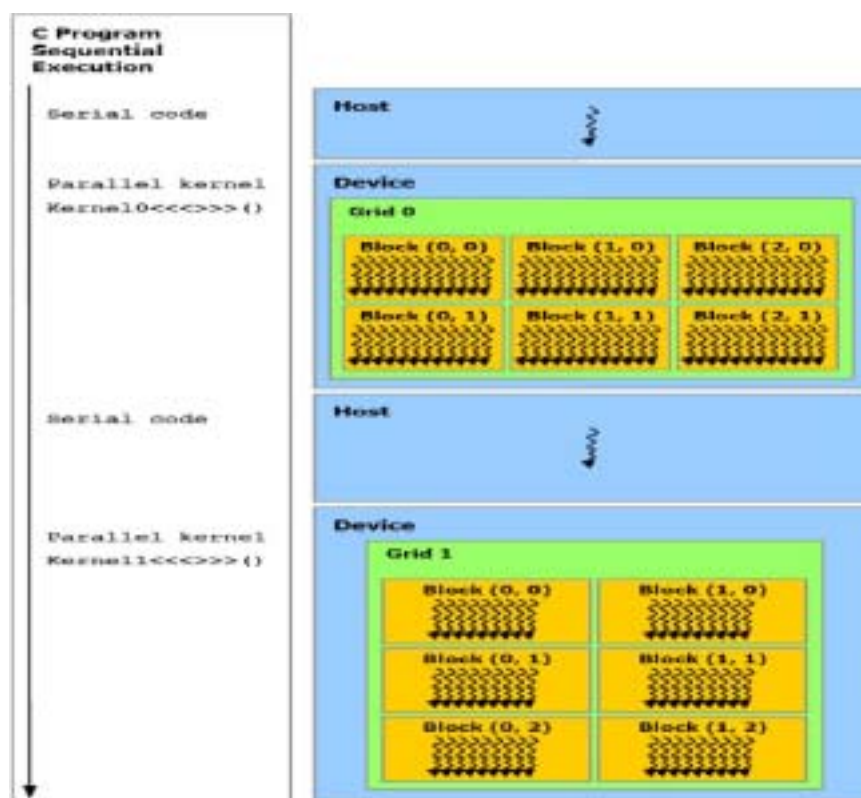 C Program
Sequential
Execution
Serial code
Host
Parallel kernel
Kernel0<<<>>>()
Device
Grid 0
Block (0, 0) Block (1, 0) Block (2, 0)
Block (0, 1) Block (1, 1) Block (2, 1)
Serial code
Host
Parallel kernel
Kernel1<<<>>>()
Device
Grid 1
Block (0, 0) Block (1, 0)
Block (0, 1) Block (1, 1)
Block (0, 2) Block (1, 2)